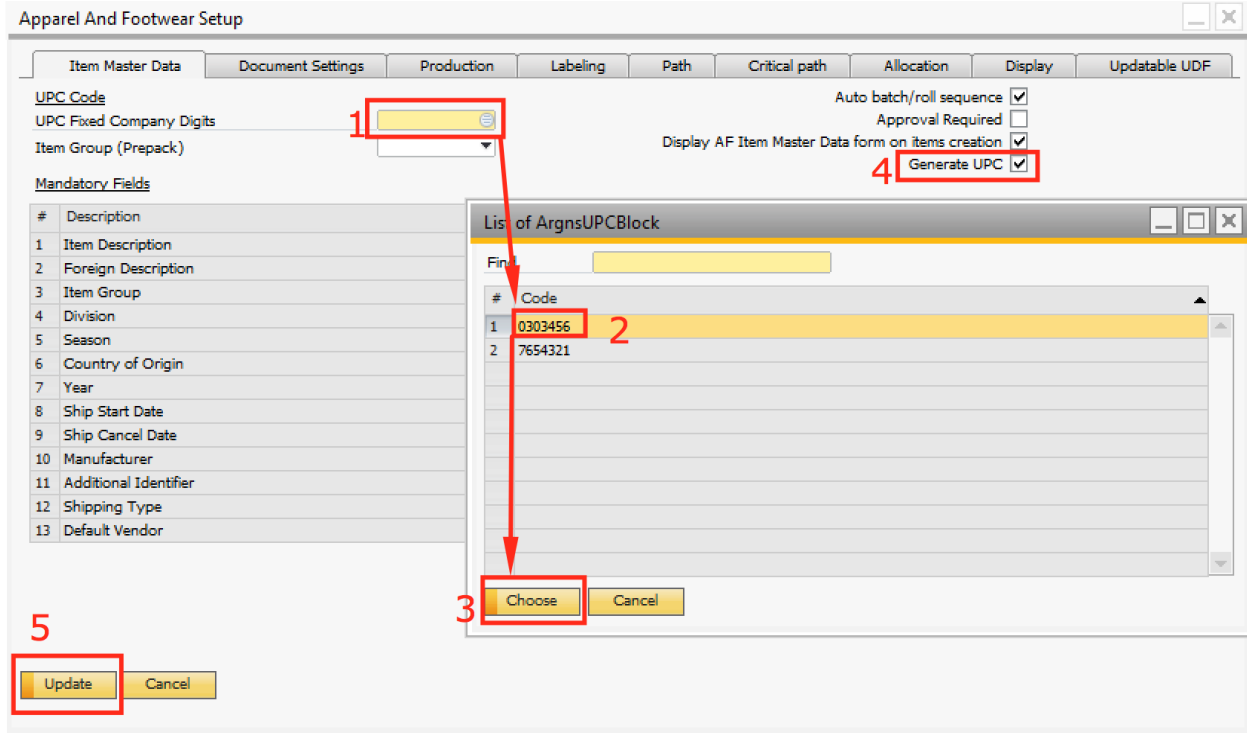 Apparel And Footwear Setup
4
Item Master Data Document Settings Production Labeling Path Critical path Allocation Display Updatable UDF
UPC Code Auto batch/roll sequence
UPC Fixed Company Digits 1 Approval Required
Item Group (Prepack) Display AF Item Master Data form on items creation
4 Generate UPC
Mandatory Fields
# Description
1 Item Description
2 Foreign Description
3 Item Group
4 Division
5 Season
6 Country of Origin
7 Year
8 Ship Start Date
9 Ship Cancel Date
10 Manufacturer
11 Additional Identifier
12 Shipping Type
13 Default Vendor
List of ArgnsUPCBlock
Find
# Code
1 0303456 2
2 7654321
3 Choose Cancel
5
Update Cancel